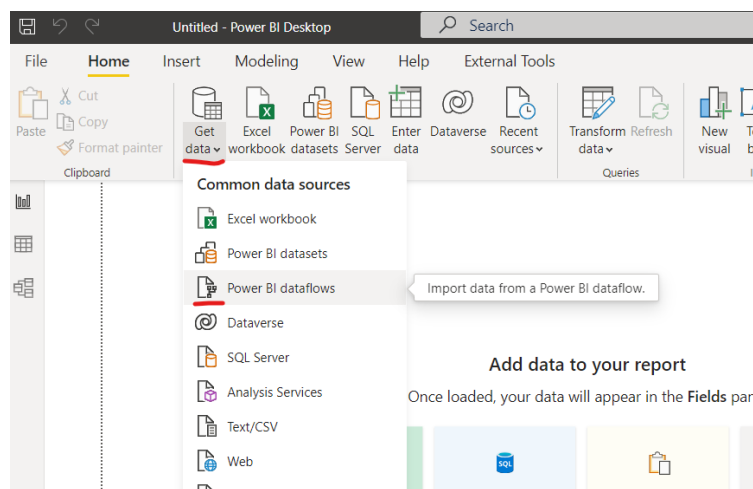 Untitled - Power BI Desktop
Search
File Home Insert Modeling View Help External Tools
Paste
Cut
Copy
Format painter
Clipboard
Get data
Excel workbook
Power BI datasets
SQL Server
Enter data
Dataverse
Recent sources
Transform data
Refresh
Queries
New visual
Common data sources
Excel workbook
Power BI datasets
Power BI dataflows
Import data from a Power BI dataflow.
Dataverse
SQL Server
Analysis Services
Text/CSV
Web
Add data to your report
Once loaded, your data will appear in the Fields
SQL